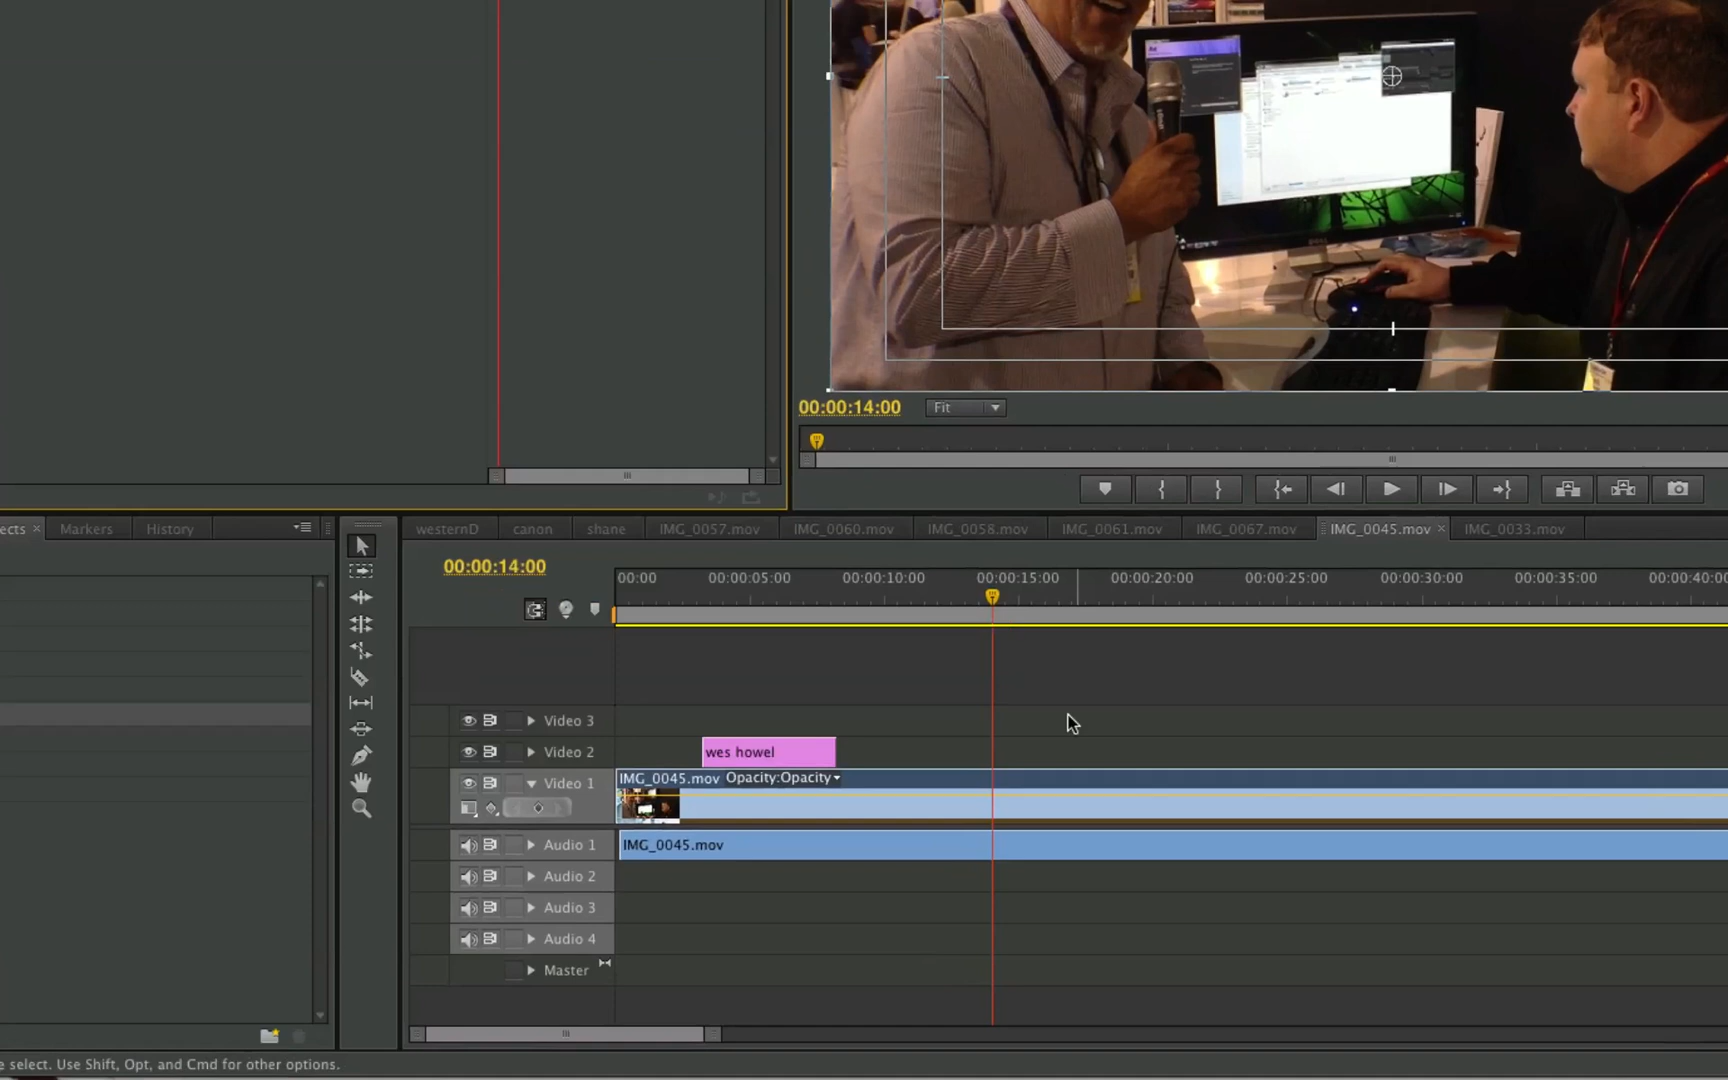 00:00:14:00
Fit
ects × Markers History
westernD canon shane IMG_0057.mov IMG_0060.mov IMG_0058.mov IMG_0061.mov IMG_0067.mov IMG_0045.mov × IMG_0033.mov
00:00:14:00
00:00 00:00:05:00 00:00:10:00 00:00:15:00 00:00:20:00 00:00:25:00 00:00:30:00 00:00:35:00 00:00:40:00
Video 3
Video 2 wes howel
Video 1 IMG_0045.mov Opacity:Opacity
Audio 1 IMG_0045.mov
Audio 2
Audio 3
Audio 4
Master
e select. Use Shift, Opt, and Cmd for other options.